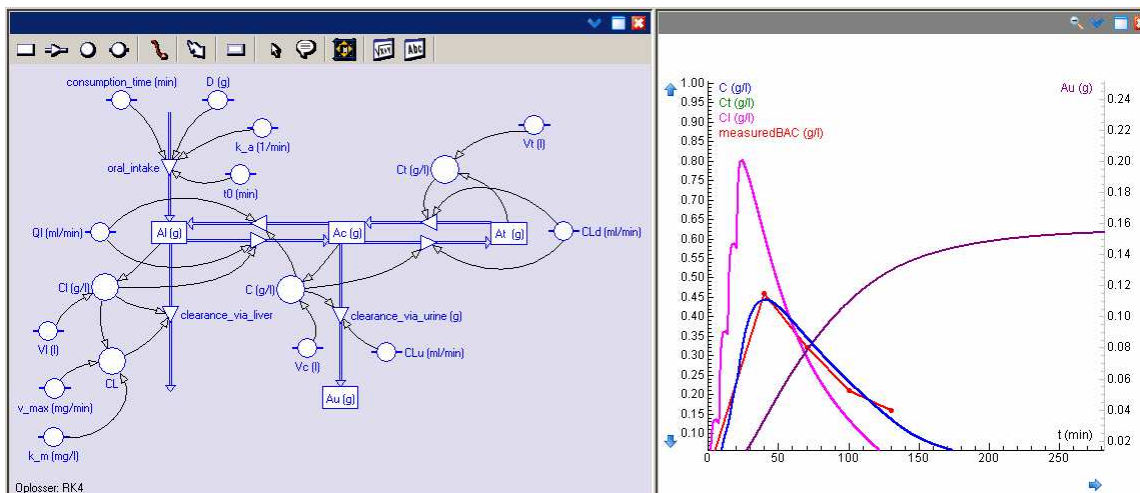 consumption_time (min)
D (g)
k_a (1/min)
oral_intake
t0 (min)
Vt (l)
Ct (g/l)
Ql (ml/min)
Al (g)
Ac (g)
At (g)
CLd (ml/min)
Cl (g/l)
C (g/l)
clearance_via_liver
clearance_via_urine (g)
Vl (l)
CL
Vc (l)
CLu (ml/min)
v_max (mg/min)
Au (g)
k_m (mg/l)
Oplosser: RK4
√x+y
Abc
C (g/l)
Ct (g/l)
Cl (g/l)
measuredBAC (g/l)
Au (g)
1.00
0.95
0.90
0.85
0.80
0.75
0.70
0.65
0.60
0.55
0.50
0.45
0.40
0.35
0.30
0.25
0.20
0.15
0.10
0.24
0.22
0.20
0.18
0.16
0.14
0.12
0.10
0.08
0.06
0.04
0.02
t (min)
0
50
100
150
200
250